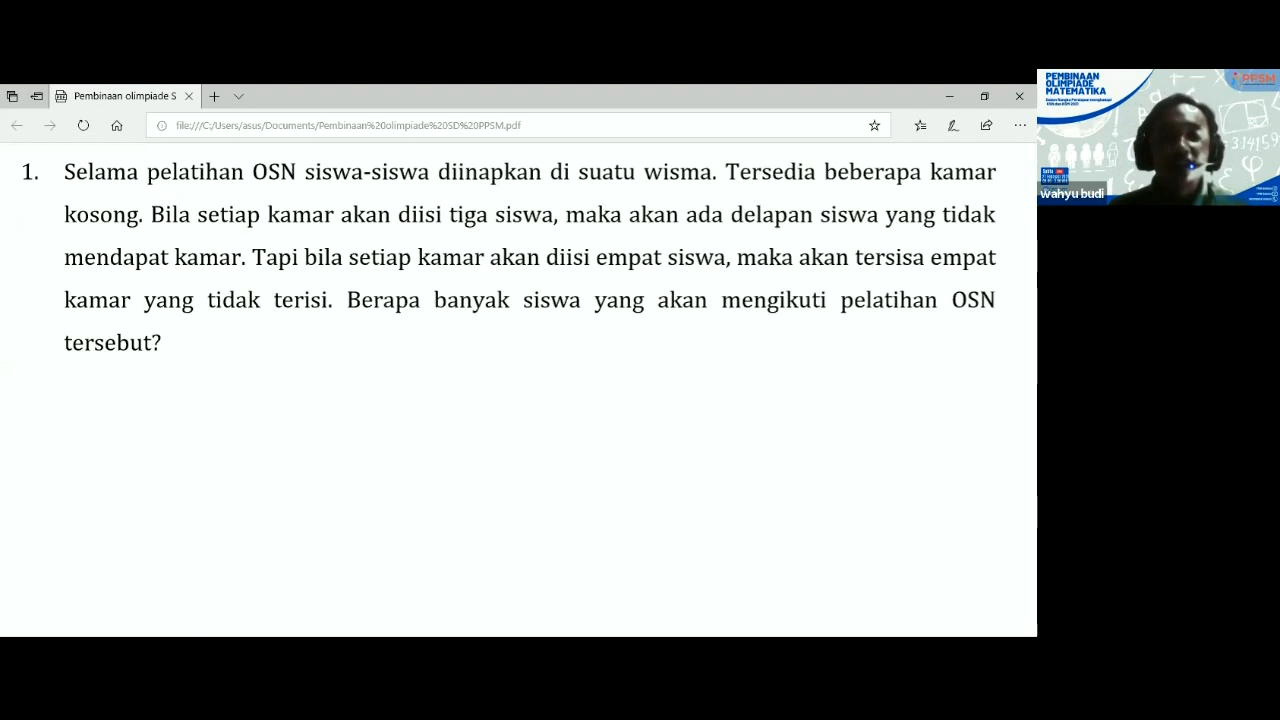 Pembinaan olimpiade S
file:///C:/Users/asus/Documents/Pembinaan%20olimpiade%20SD%20PPSM.pdf
1. Selama pelatihan OSN siswa-siswa diinapkan di suatu wisma. Tersedia beberapa kamar
kosong. Bila setiap kamar akan diisi tiga siswa, maka akan ada delapan siswa yang tidak
mendapat kamar. Tapi bila setiap kamar akan diisi empat siswa, maka akan tersisa empat
kamar yang tidak terisi. Berapa banyak siswa yang akan mengikuti pelatihan OSN
tersebut?
PEMBINAAN
OLIMPIADE
MATEMATIKA
PPSM
3.14159
wahyu budi